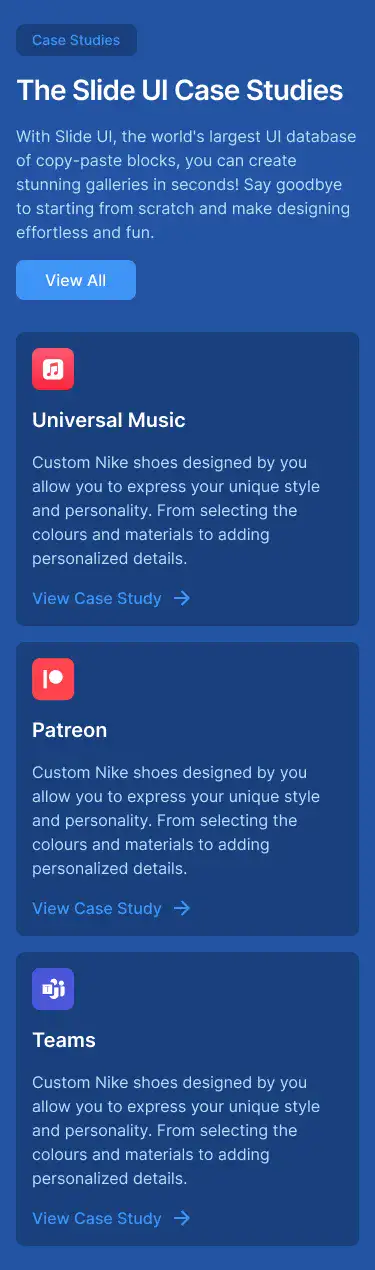 Case Studies
The Slide UI Case Studies
With Slide UI, the world's largest UI database
of copy-paste blocks, you can create
stunning galleries in seconds! Say goodbye
to starting from scratch and make designing
effortless and fun.
View All
Universal Music
Custom Nike shoes designed by you
allow you to express your unique style
and personality. From selecting the
colours and materials to adding
personalized details.
View Case Study
Patreon
Custom Nike shoes designed by you
allow you to express your unique style
and personality. From selecting the
colours and materials to adding
personalized details.
View Case Study
Teams
Custom Nike shoes designed by you
allow you to express your unique style
and personality. From selecting the
colours and materials to adding
personalized details.
View Case Study